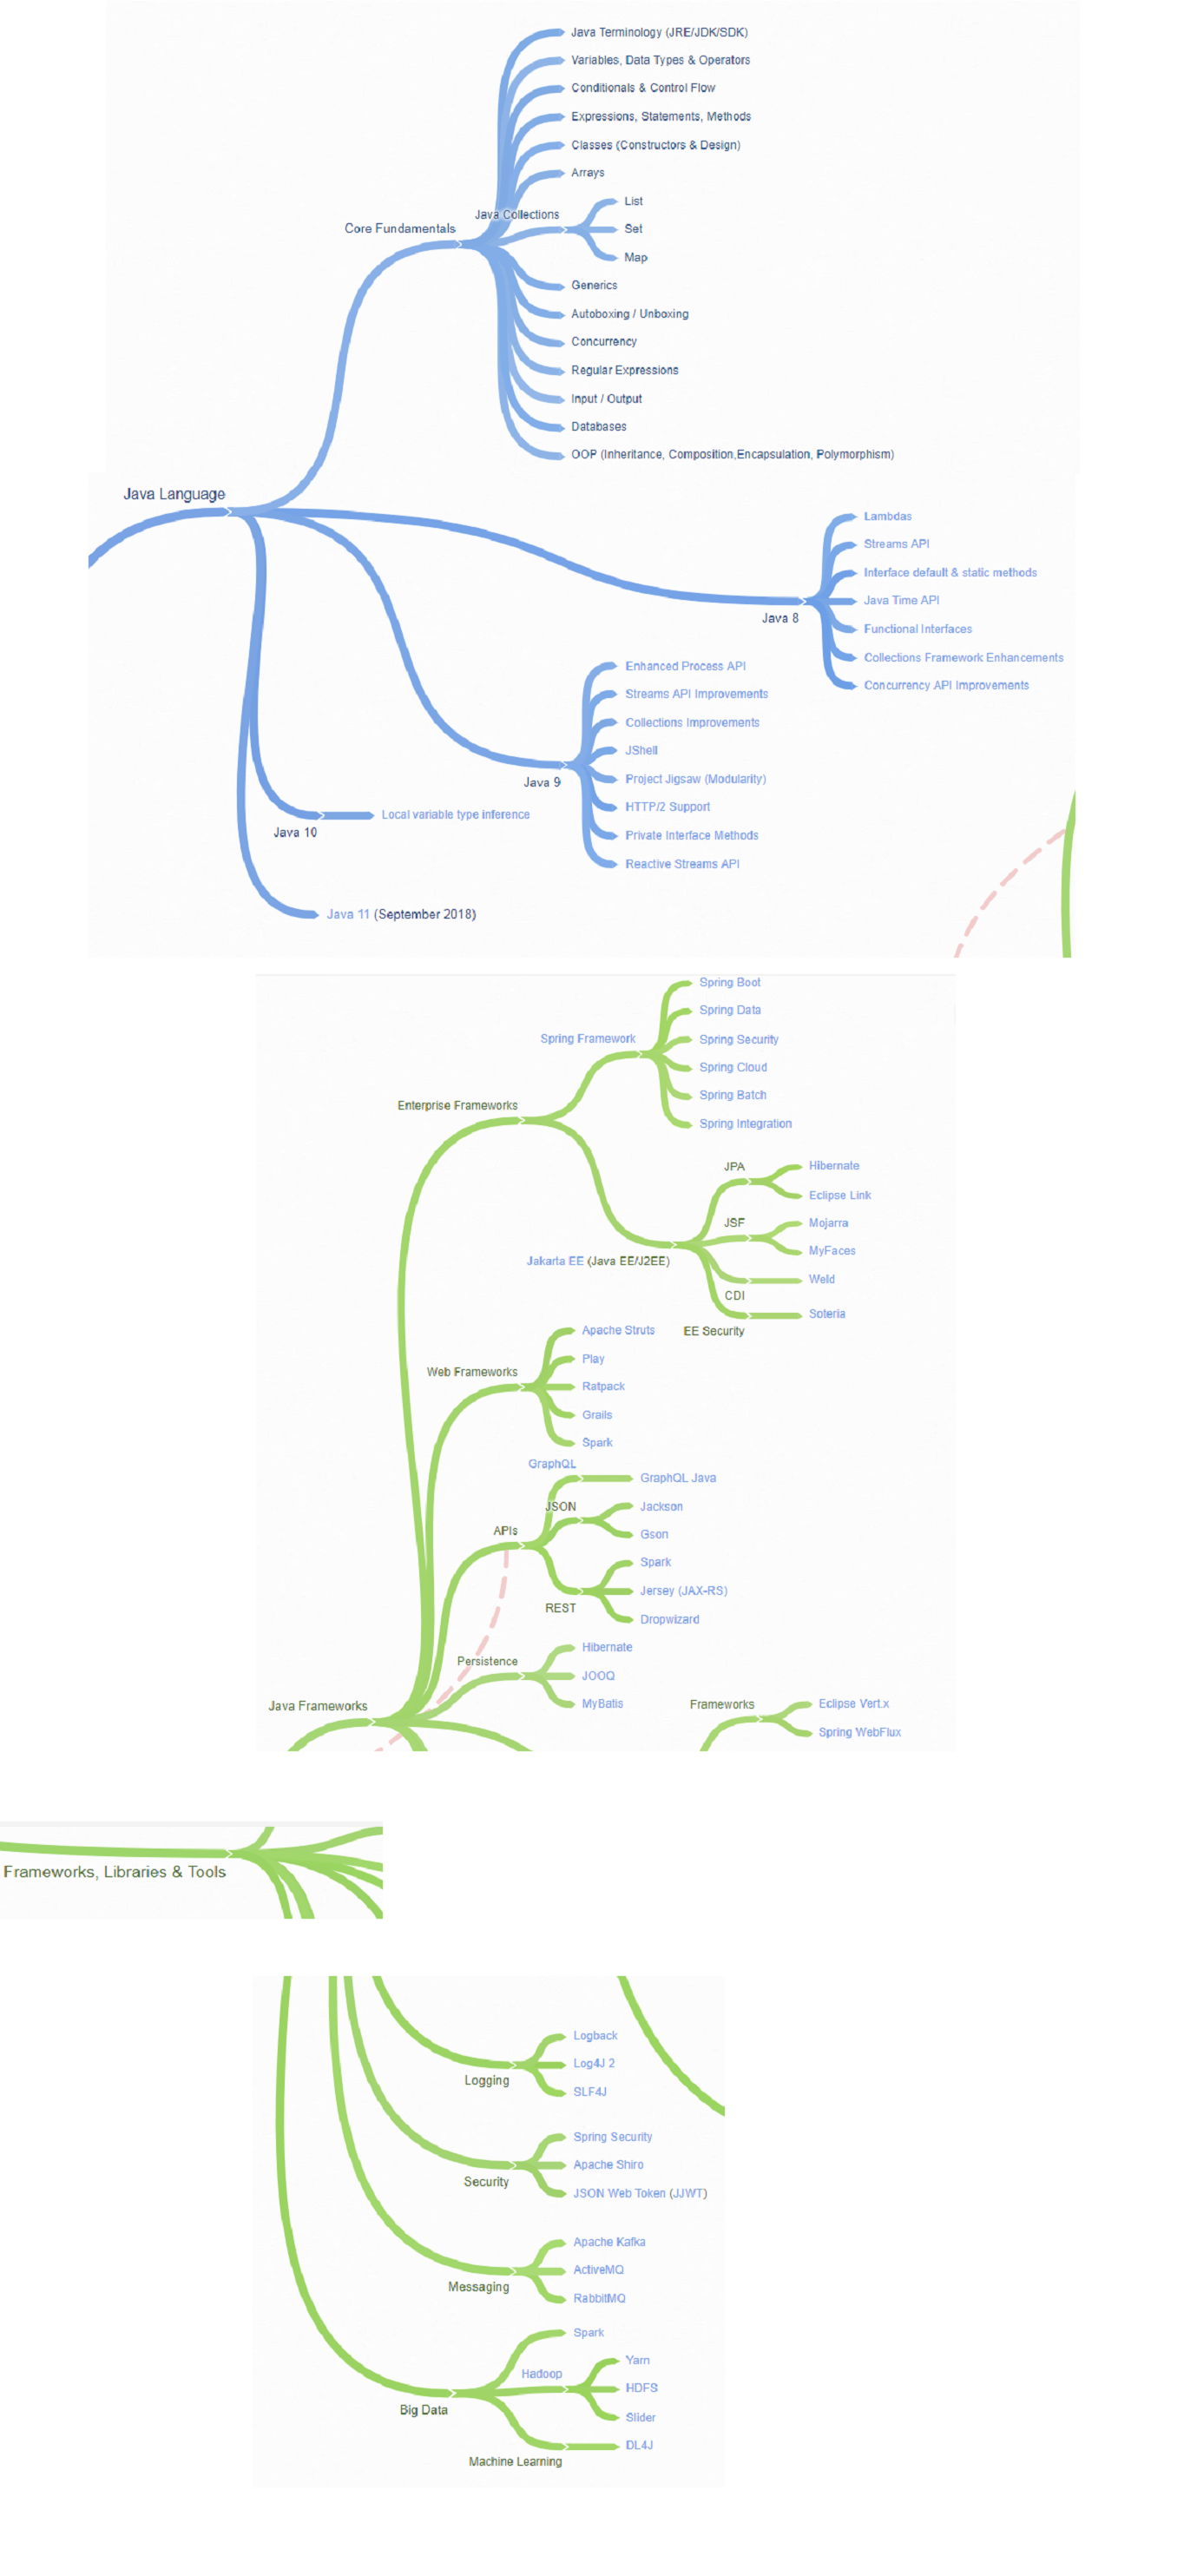 Java Terminology (JRE/JDK/SDK)
Variables, Data Types & Operators
Conditionals & Control Flow
Expressions, Statements, Methods
Classes (Constructors & Design)
Arrays
Java Collections
List
Set
Map
Core Fundamentals
Generics
Autoboxing / Unboxing
Concurrency
Regular Expressions
Input / Output
Databases
OOP (Inheritance, Composition,Encapsulation, Polymorphism)
Java Language
Lambdas
Streams API
Interface default & static methods
Java Time API
Java 8
Functional Interfaces
Collections Framework Enhancements
Concurrency API Improvements
Enhanced Process API
Streams API Improvements
Collections Improvements
JShell
Java 9
Project Jigsaw (Modularity)
HTTP/2 Support
Private Interface Methods
Reactive Streams API
Local variable type inference
Java 10
Java 11 (September 2018)
Spring Boot
Spring Data
Spring Framework
Spring Security
Spring Cloud
Spring Batch
Spring Integration
Enterprise Frameworks
JPA
Hibernate
Eclipse Link
JSF
Mojarra
MyFaces
Jakarta EE (Java EE/J2EE)
Weld
CDI
Soteria
EE Security
Apache Struts
Play
Web Frameworks
Ratpack
Grails
Spark
GraphQL
GraphQL Java
JSON
Jackson
Gson
APIs
Spark
Jersey (JAX-RS)
REST
Dropwizard
Hibernate
Persistence
JOOQ
MyBatis
Java Frameworks
Frameworks
Eclipse Vert.x
Spring WebFlux
Frameworks, Libraries & Tools
Logback
Log4J 2
Logging
SLF4J
Spring Security
Apache Shiro
Security
JSON Web Token (JJWT)
Apache Kafka
ActiveMQ
Messaging
RabbitMQ
Spark
Hadoop
Yarn
HDFS
Slider
Big Data
DL4J
Machine Learning